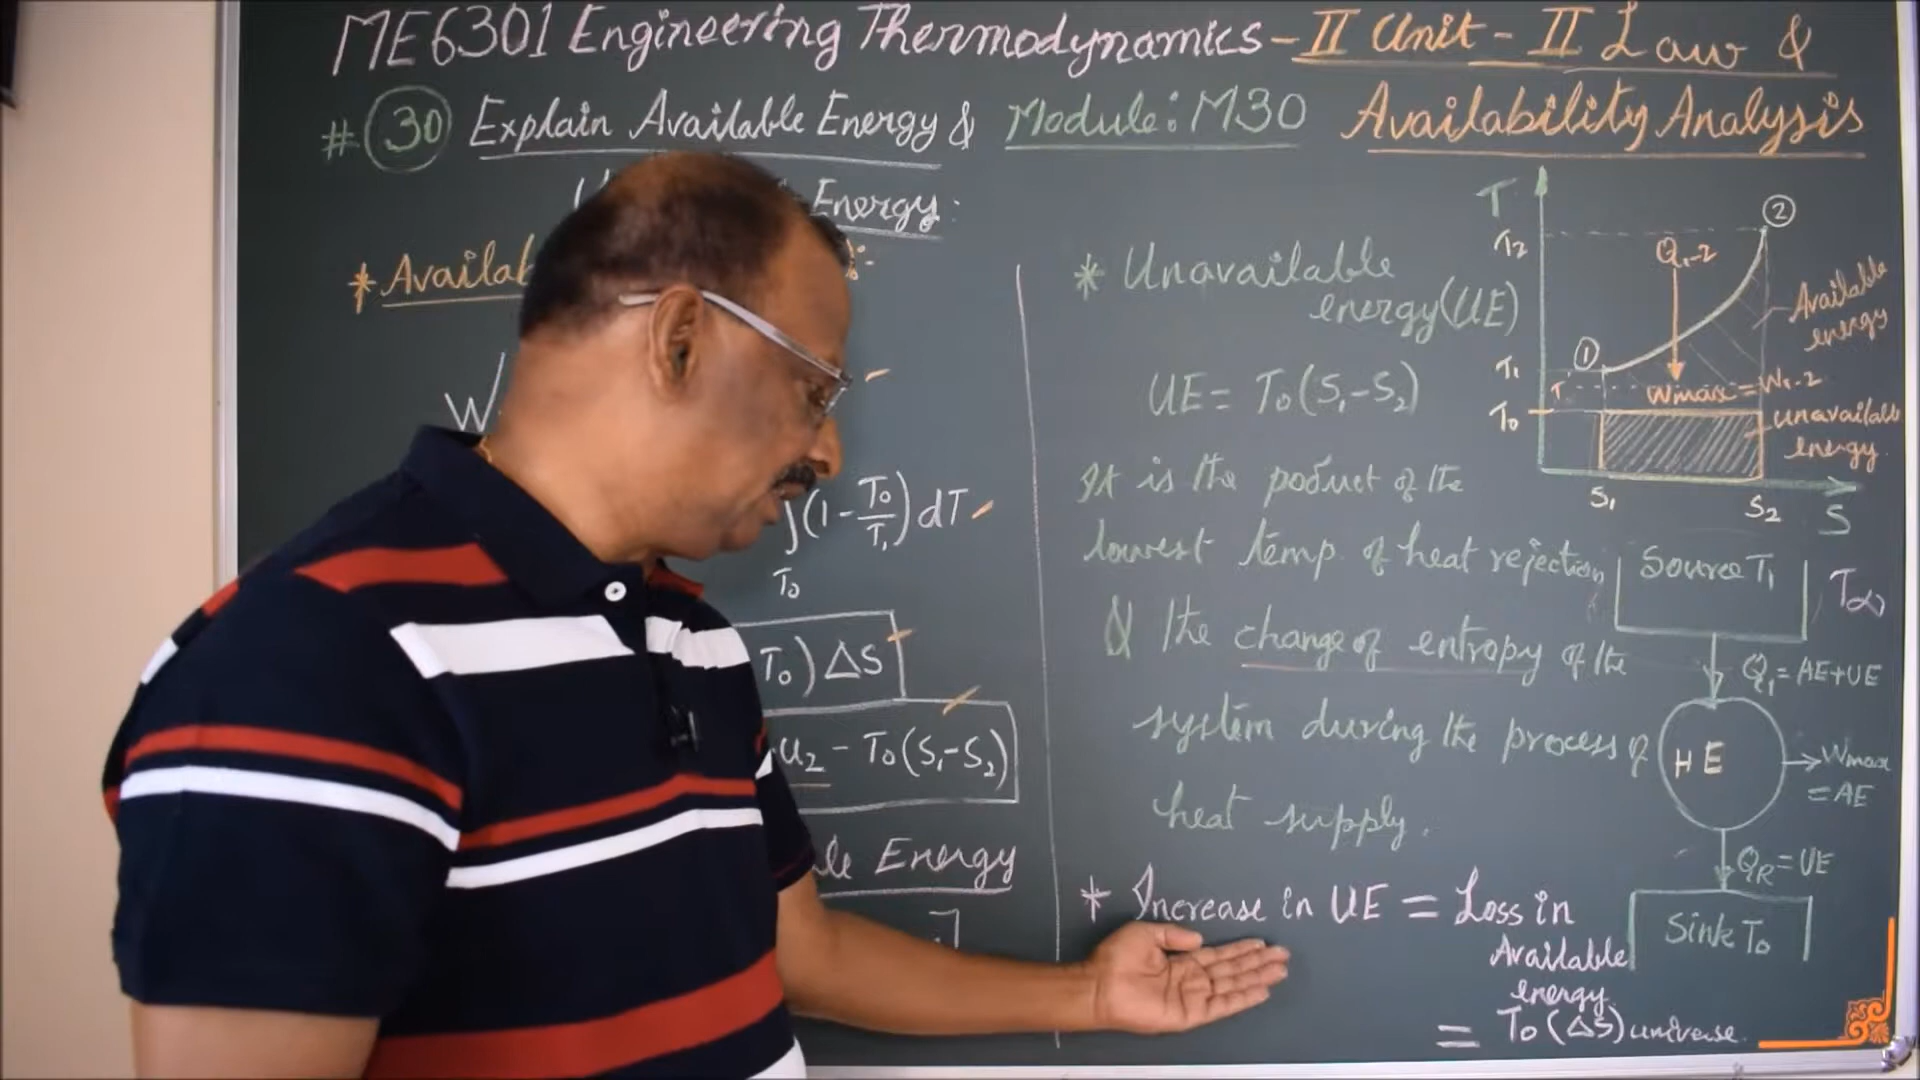 ME6301 Engineering Thermodynamics - II Unit - II Law &
# 30 Explain Available Energy & Module: M30 Availability Analysis
Energy:
* Availab
W
∫(1 - T₀/T₁) dT
T₀
T₀) ΔS
u₂ - T₀(S₁-S₂)
le Energy
* Unavailable
energy (UE)
UE = T₀(S₁-S₂)
It is the poduct of the
lowest temp. of heat rejection
& the change of entropy of the
system during the process of
heat supply.
* Increase in UE = Loss in
Available
energy
= T₀(ΔS)universe
T
2
T₂
Q₁₋₂
Available
energy
1
T₁
T
Wmax = W₁₋₂
T₀
unavailable
energy
S₁
S₂
S
Source T₁
T∞
Q₁ = AE+UE
HE
Wmax
= AE
QR = UE
Sink T₀